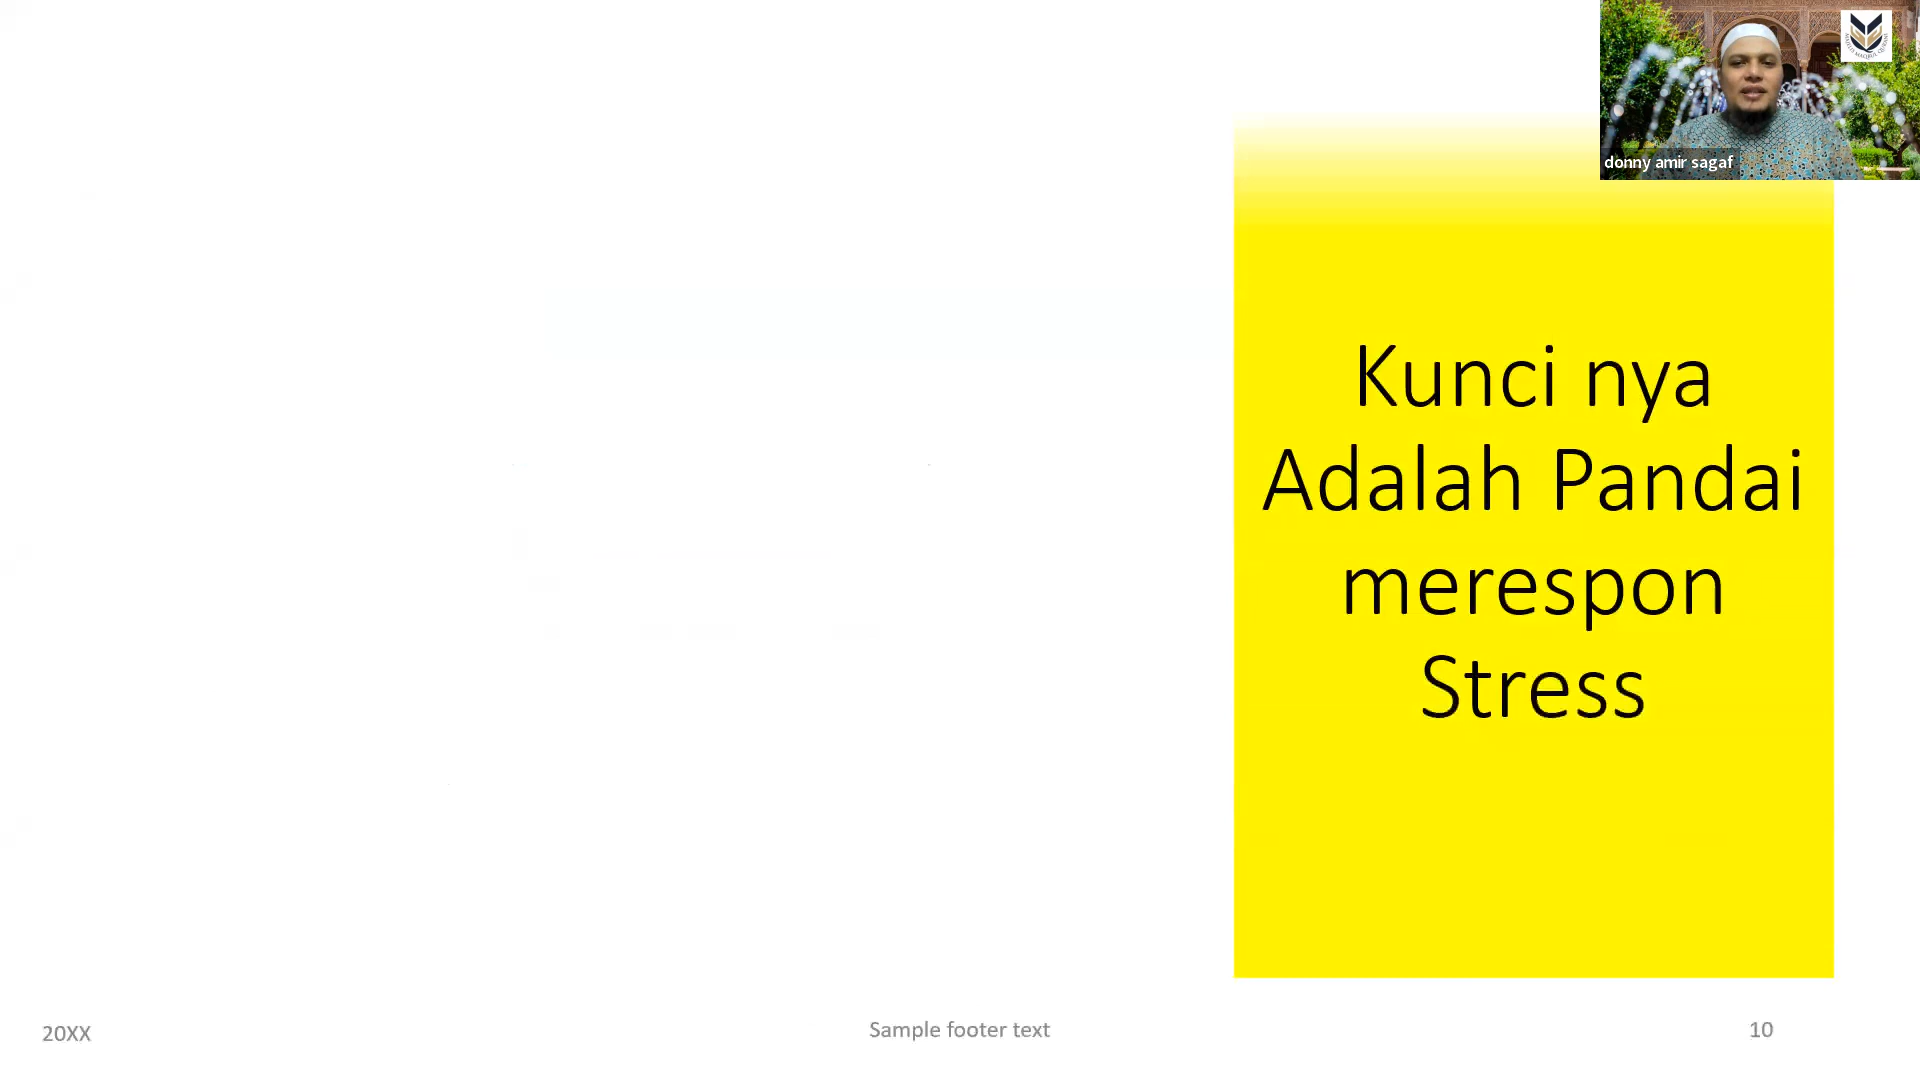 donny amir sagaf
Kunci nya
Adalah Pandai
merespon
Stress
20XX
Sample footer text
10